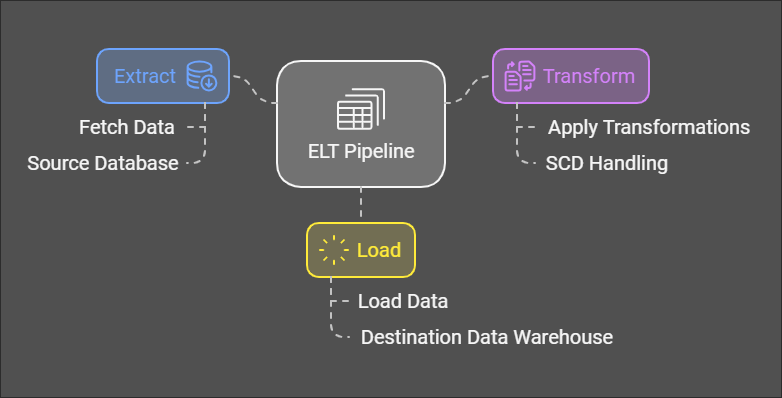 Extract
Fetch Data
Source Database
ELT Pipeline
Transform
Apply Transformations
SCD Handling
Load
Load Data
Destination Data Warehouse